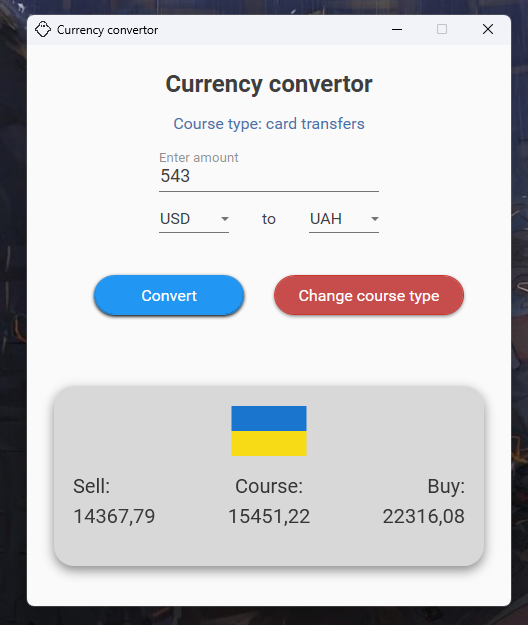 Currency convertor
Currency convertor
Course type: card transfers
Enter amount
543
USD to UAH
Convert Change course type
Sell: Course: Buy:
14367,79 15451,22 22316,08